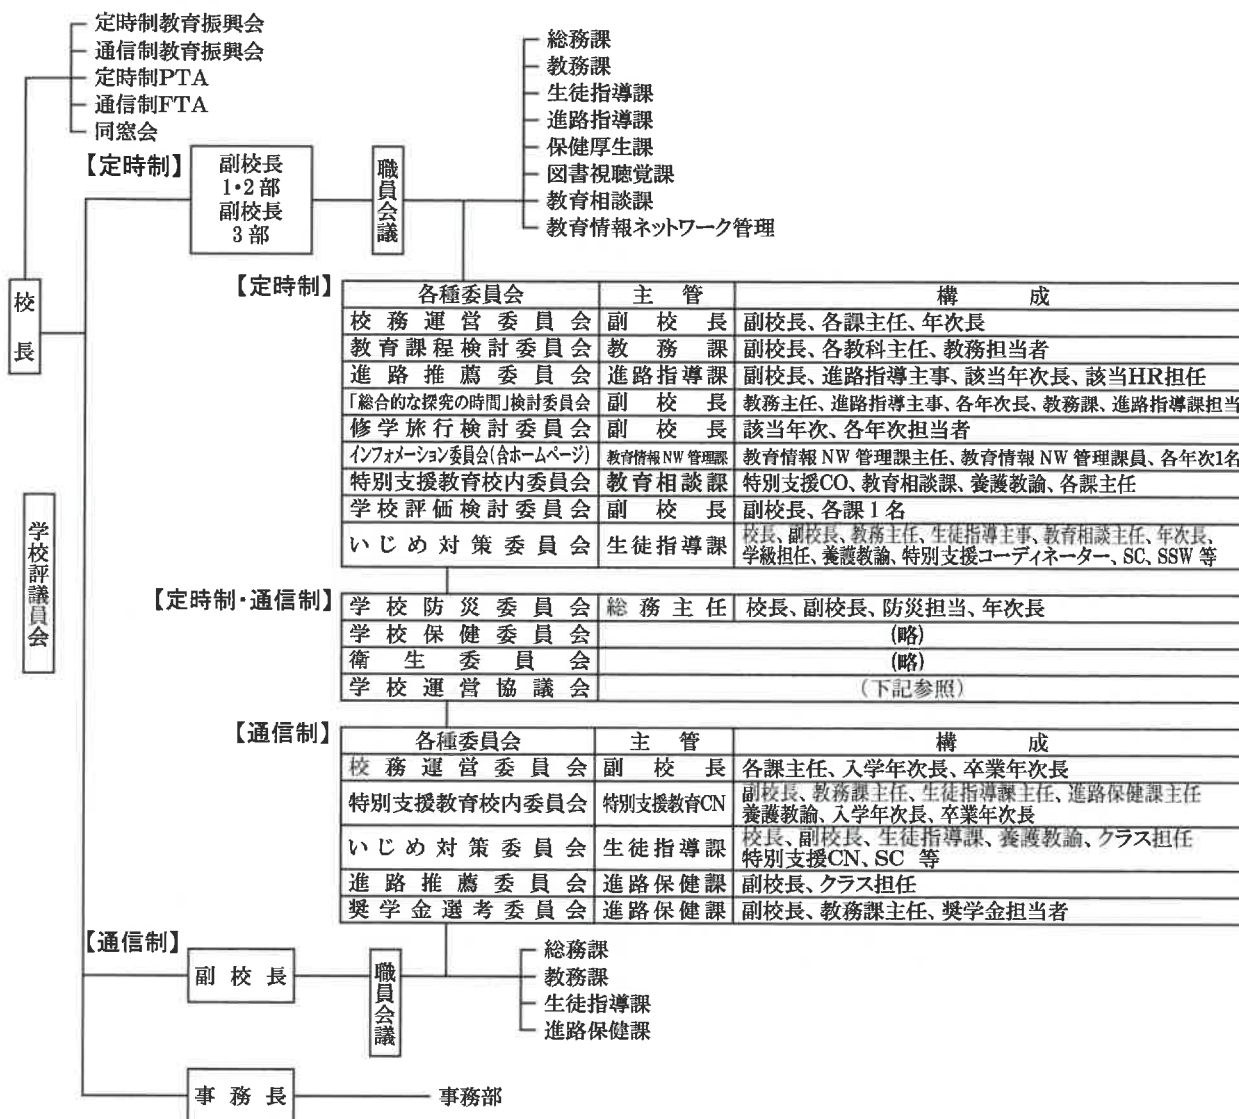 定時制教育振興会
通信制教育振興会
定時制PTA
通信制FTA
同窓会
総務課
教務課
生徒指導課
進路指導課
保健厚生課
図書視聴覚課
教育相談課
教育情報ネットワーク管理
【定時制】
副校長
1・2部
副校長
3部
職員会議
校長
学校評議員会
【定時制】
各種委員会 主管 構成
校務運営委員会 副校長 副校長、各課主任、年次長
教育課程検討委員会 教務課 副校長、各教科主任、教務担当者
進路推薦委員会 進路指導課 副校長、進路指導主事、該当年次長、該当HR担任
「総合的な探究の時間」検討委員会 副校長 教務主任、進路指導主事、各年次長、教務課、進路指導課担当
修学旅行検討委員会 副校長 該当年次、各年次担当者
インフォメーション委員会(含ホームページ) 教育情報NW管理課 教育情報NW管理課主任、教育情報NW管理課員、各年次1名
特別支援教育校内委員会 教育相談課 特別支援CO、教育相談課、養護教諭、各課主任
学校評価検討委員会 副校長 副校長、各課1名
いじめ対策委員会 生徒指導課 校長、副校長、教務主任、生徒指導主事、教育相談主任、年次長、
学級担任、養護教諭、特別支援コーディネーター、SC、SSW等
【定時制・通信制】
学校防災委員会 総務主任 校長、副校長、防災担当、年次長
学校保健委員会 (略)
衛生委員会 (略)
学校運営協議会 (下記参照)
【通信制】
各種委員会 主管 構成
校務運営委員会 副校長 各課主任、入学年次長、卒業年次長
特別支援教育校内委員会 特別支援教育CN 副校長、教務課主任、生徒指導課主任、進路保健課主任
養護教諭、入学年次長、卒業年次長
いじめ対策委員会 生徒指導課 校長、副校長、生徒指導課、養護教諭、クラス担任
特別支援CN、SC 等
進路推薦委員会 進路保健課 副校長、クラス担任
奨学金選考委員会 進路保健課 副校長、教務課主任、奨学金担当者
【通信制】
副校長
職員会議
総務課
教務課
生徒指導課
進路保健課
事務長
事務部